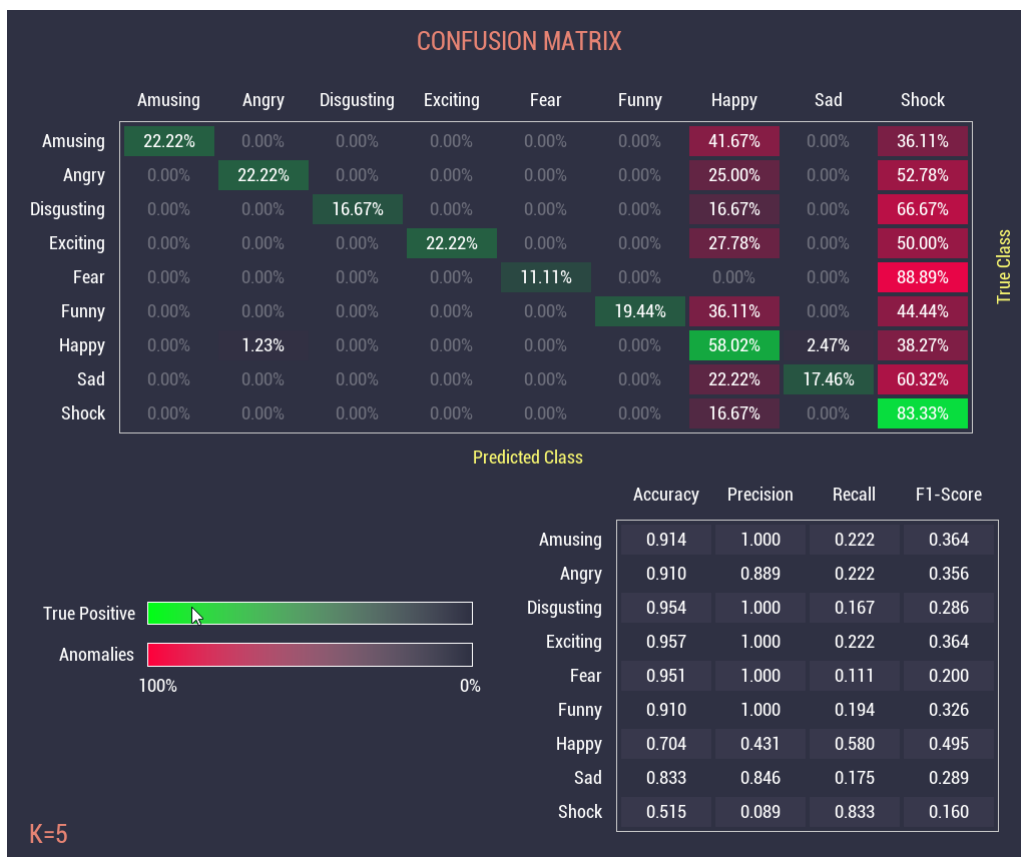 CONFUSION MATRIX
Amusing Angry Disgusting Exciting Fear Funny Happy Sad Shock
Amusing 22.22% 0.00% 0.00% 0.00% 0.00% 0.00% 41.67% 0.00% 36.11%
Angry 0.00% 22.22% 0.00% 0.00% 0.00% 0.00% 25.00% 0.00% 52.78%
Disgusting 0.00% 0.00% 16.67% 0.00% 0.00% 0.00% 16.67% 0.00% 66.67%
Exciting 0.00% 0.00% 0.00% 22.22% 0.00% 0.00% 27.78% 0.00% 50.00%
Fear 0.00% 0.00% 0.00% 0.00% 11.11% 0.00% 0.00% 0.00% 88.89%
Funny 0.00% 0.00% 0.00% 0.00% 0.00% 19.44% 36.11% 0.00% 44.44%
Happy 0.00% 1.23% 0.00% 0.00% 0.00% 0.00% 58.02% 2.47% 38.27%
Sad 0.00% 0.00% 0.00% 0.00% 0.00% 0.00% 22.22% 17.46% 60.32%
Shock 0.00% 0.00% 0.00% 0.00% 0.00% 0.00% 16.67% 0.00% 83.33%
True Class
Predicted Class
Accuracy Precision Recall F1-Score
Amusing 0.914 1.000 0.222 0.364
Angry 0.910 0.889 0.222 0.356
Disgusting 0.954 1.000 0.167 0.286
Exciting 0.957 1.000 0.222 0.364
Fear 0.951 1.000 0.111 0.200
Funny 0.910 1.000 0.194 0.326
Happy 0.704 0.431 0.580 0.495
Sad 0.833 0.846 0.175 0.289
Shock 0.515 0.089 0.833 0.160
True Positive
Anomalies
100% 0%
K=5